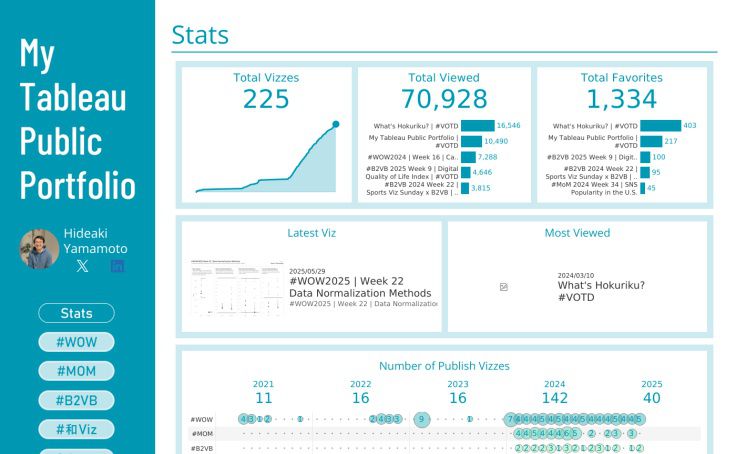 My
Tableau
Public
Portfolio
Hideaki
Yamamoto
Stats
#WOW
#MOM
#B2VB
#和Viz
Stats
Total Vizzes
225
Total Viewed
70,928
What's Hokuriku? | #VOTD 16,546
My Tableau Public Portfolio |
#VOTD 10,490
#WOW2024 | Week 16 | Ca.. 7,288
#B2VB 2025 Week 9 | Digital
Quality of Life Index | #VOTD 4,646
#B2VB 2024 Week 22 |
Sports Viz Sunday x B2VB | .. 3,815
Total Favorites
1,334
What's Hokuriku? | #VOTD 403
My Tableau Public Portfolio |
#VOTD 217
#B2VB 2025 Week 9 | Digit.. 100
#B2VB 2024 Week 22 |
Sports Viz Sunday x B2VB | .. 95
#MoM 2024 Week 34 | SNS
Popularity in the U.S. 45
Latest Viz
2025/05/29
#WOW2025 | Week 22
Data Normalization Methods
#WOW2025 | Week 22 | Data Normalization
Most Viewed
2024/03/10
What's Hokuriku?
#VOTD
Number of Publish Vizzes
2021 2022 2023 2024 2025
11 16 16 142 40
#WOW
#MOM
#B2VB